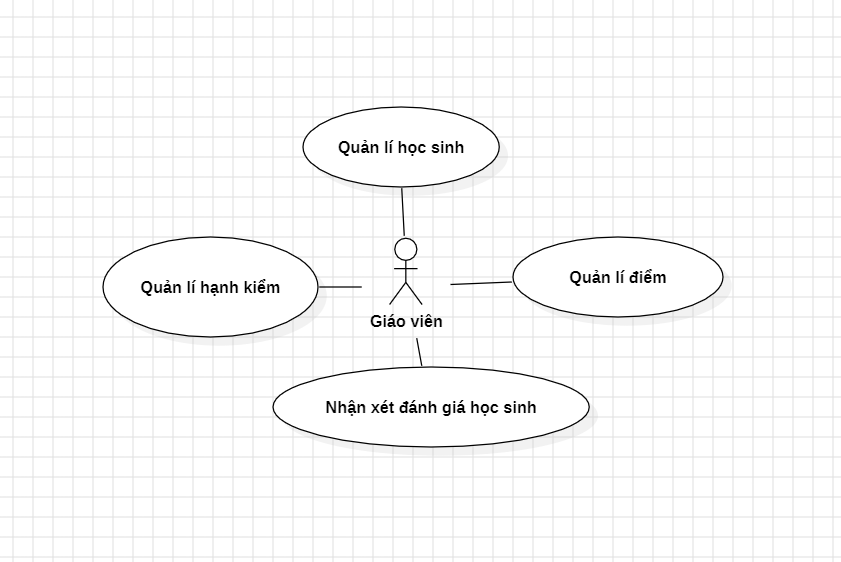 Quản lí học sinh
Quản lí hạnh kiểm
Quản lí điểm
Giáo viên
Nhận xét đánh giá học sinh